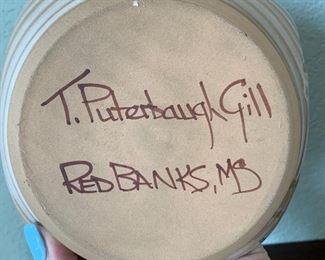 T. Puterbaugh Gill
RED BANKS, MS